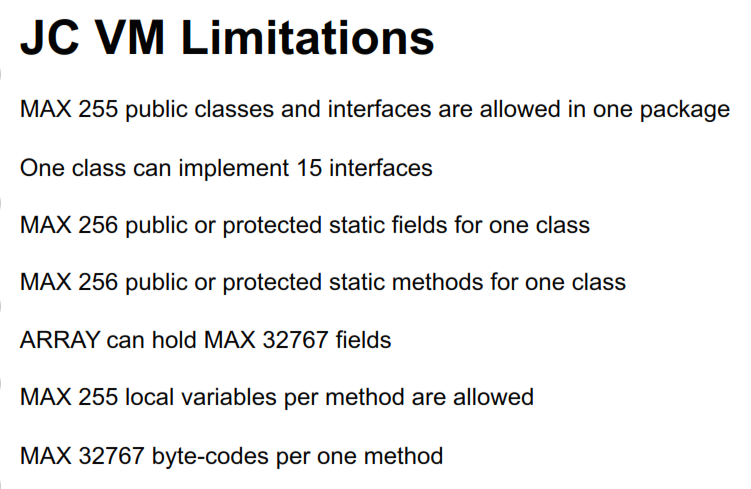 JC VM Limitations
MAX 255 public classes and interfaces are allowed in one package
One class can implement 15 interfaces
MAX 256 public or protected static fields for one class
MAX 256 public or protected static methods for one class
ARRAY can hold MAX 32767 fields
MAX 255 local variables per method are allowed
MAX 32767 byte-codes per one method